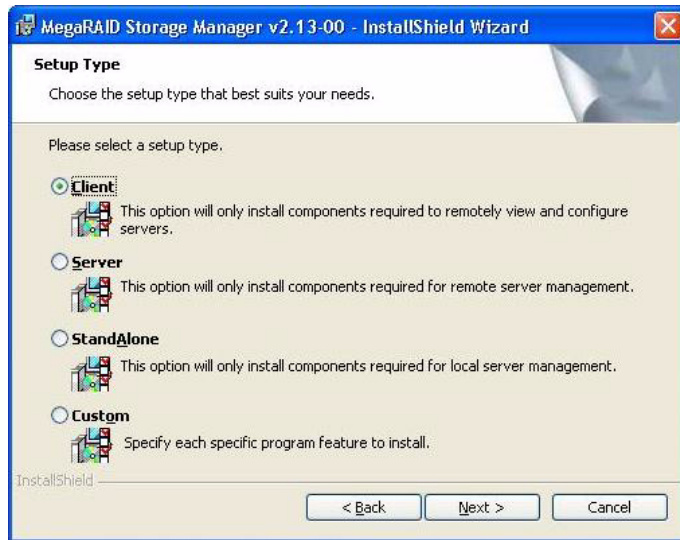 MegaRAID Storage Manager v2.13-00 - InstallShield Wizard
Setup Type
Choose the setup type that best suits your needs.
Please select a setup type.
Client
This option will only install components required to remotely view and configure
servers.
Server
This option will only install components required for remote server management.
StandAlone
This option will only install components required for local server management.
Custom
Specify each specific program feature to install.
InstallShield
< Back
Next >
Cancel